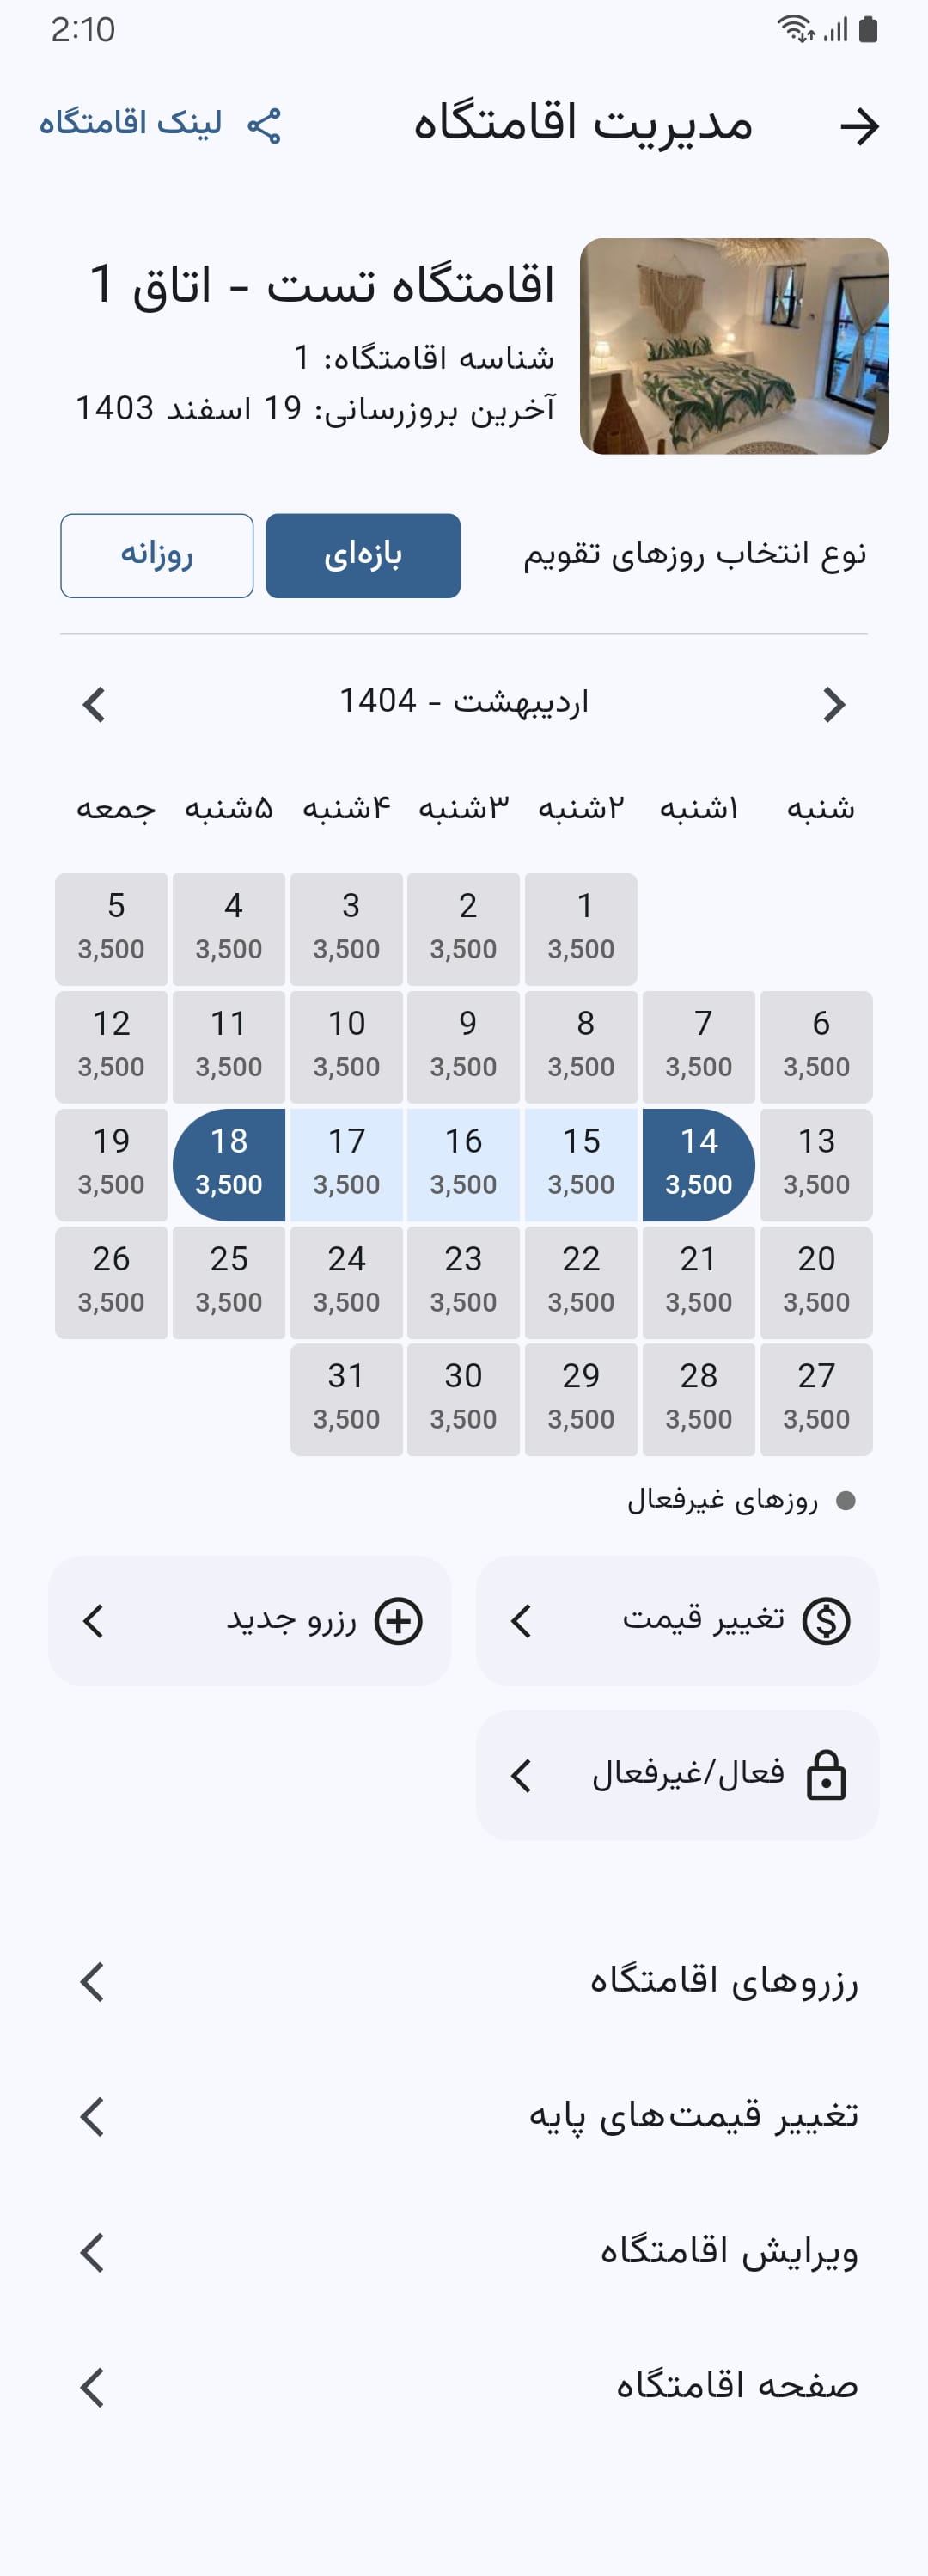 2:10
مدیریت اقامتگاه
لینک اقامتگاه
اقامتگاه تست - اتاق 1
شناسه اقامتگاه: 1
آخرین بروزرسانی: 19 اسفند 1403
نوع انتخاب روزهای تقویم
بازه‌ای
روزانه
اردیبهشت - 1404
شنبه ۱شنبه ۲شنبه ۳شنبه ۴شنبه ۵شنبه جمعه
1 2 3 4 5
3,500 3,500 3,500 3,500 3,500
6 7 8 9 10 11 12
3,500 3,500 3,500 3,500 3,500 3,500 3,500
13 14 15 16 17 18 19
3,500 3,500 3,500 3,500 3,500 3,500 3,500
20 21 22 23 24 25 26
3,500 3,500 3,500 3,500 3,500 3,500 3,500
27 28 29 30 31
3,500 3,500 3,500 3,500 3,500
روزهای غیرفعال
تغییر قیمت
رزرو جدید
فعال/غیرفعال
رزروهای اقامتگاه
تغییر قیمت‌های پایه
ویرایش اقامتگاه
صفحه اقامتگاه